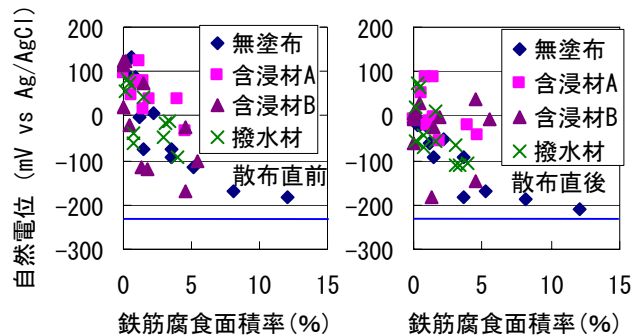 自然電位 (mV vs Ag/AgCl)
200
100
0
−100
−200
−300
無塗布
含浸材A
含浸材B
撥水材
散布直前
0 5 10 15
鉄筋腐食面積率(%)
200
100
0
−100
−200
−300
無塗布
含浸材A
含浸材B
撥水材
散布直後
0 5 10 15
鉄筋腐食面積率(%)